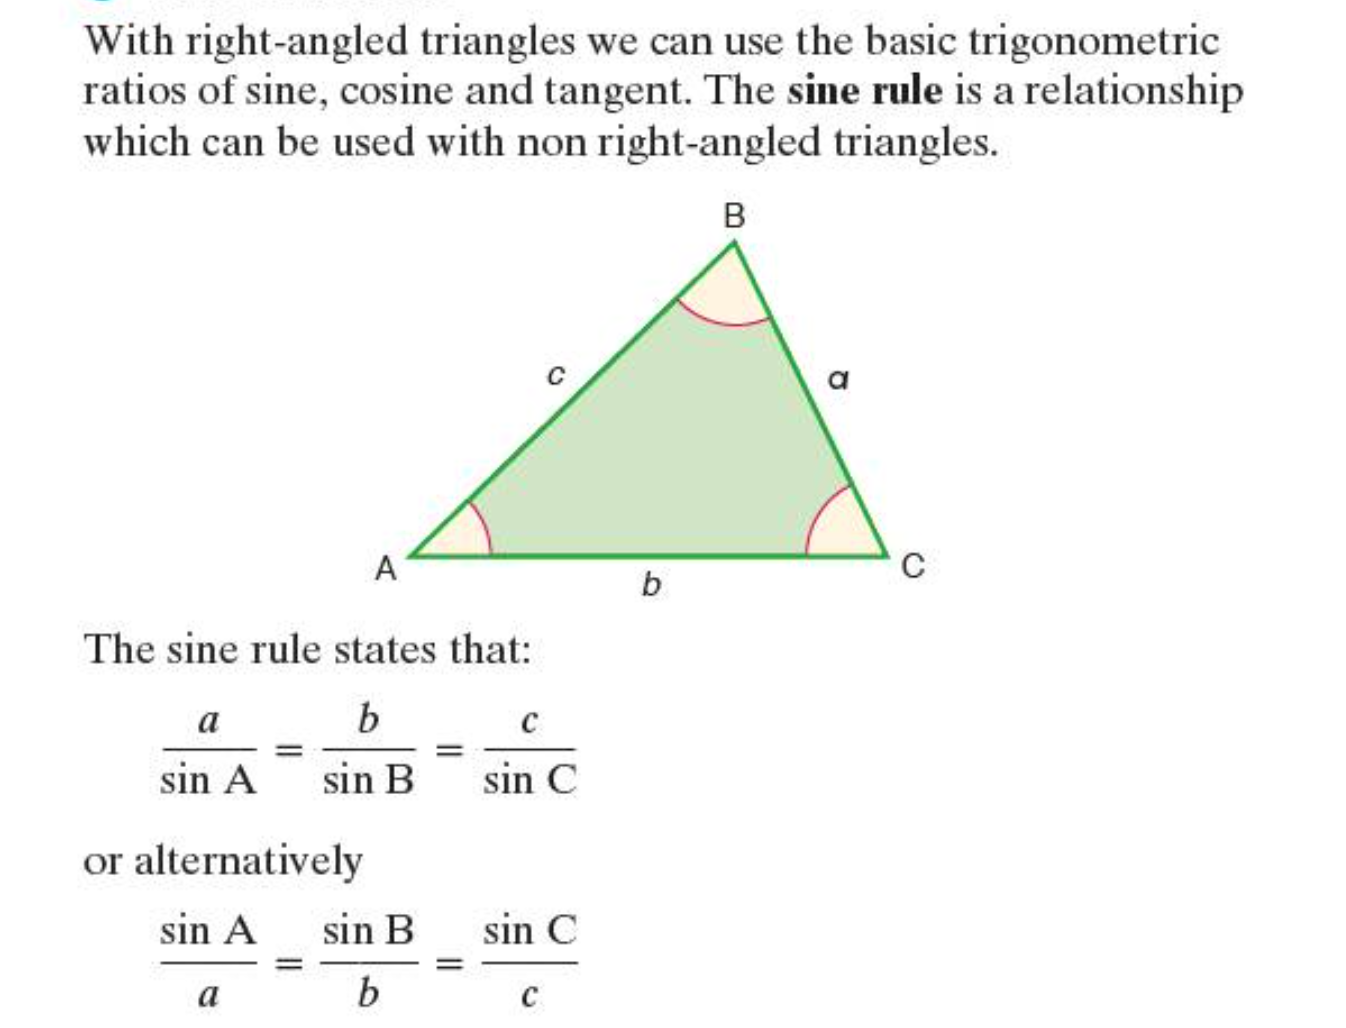 With right-angled triangles we can use the basic trigonometric
ratios of sine, cosine and tangent. The sine rule is a relationship
which can be used with non right-angled triangles.
B
c
a
A
C
b
The sine rule states that:
a b c
= =
sin A sin B sin C
or alternatively
sin A sin B sin C
= =
a b c